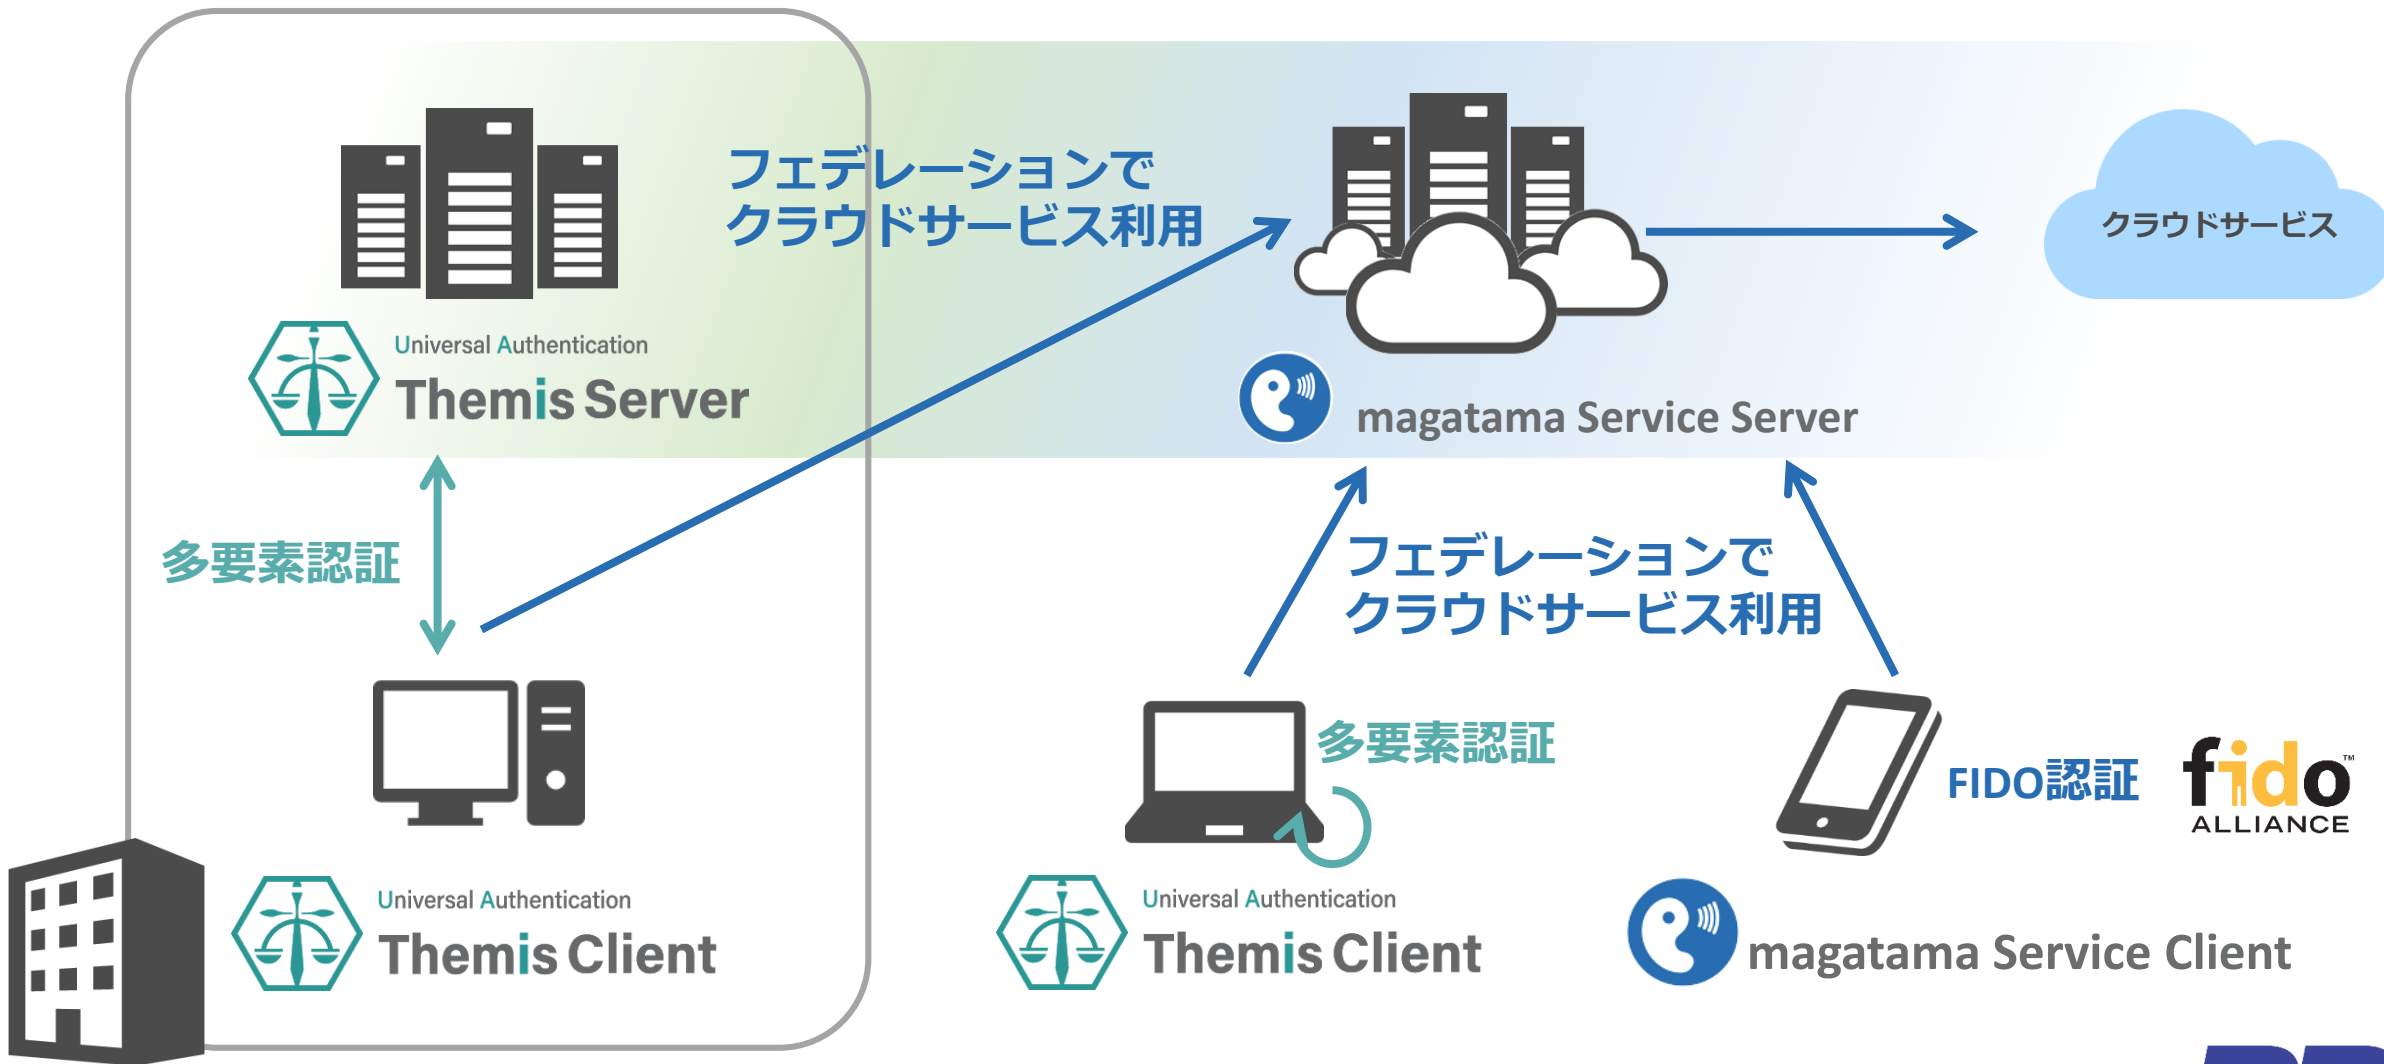 フェデレーションで
クラウドサービス利用
クラウドサービス
Universal Authentication
Themis Server
magatama Service Server
多要素認証
フェデレーションで
クラウドサービス利用
多要素認証
FIDO認証
fido™
ALLIANCE
Universal Authentication
Themis Client
Universal Authentication
Themis Client
magatama Service Client